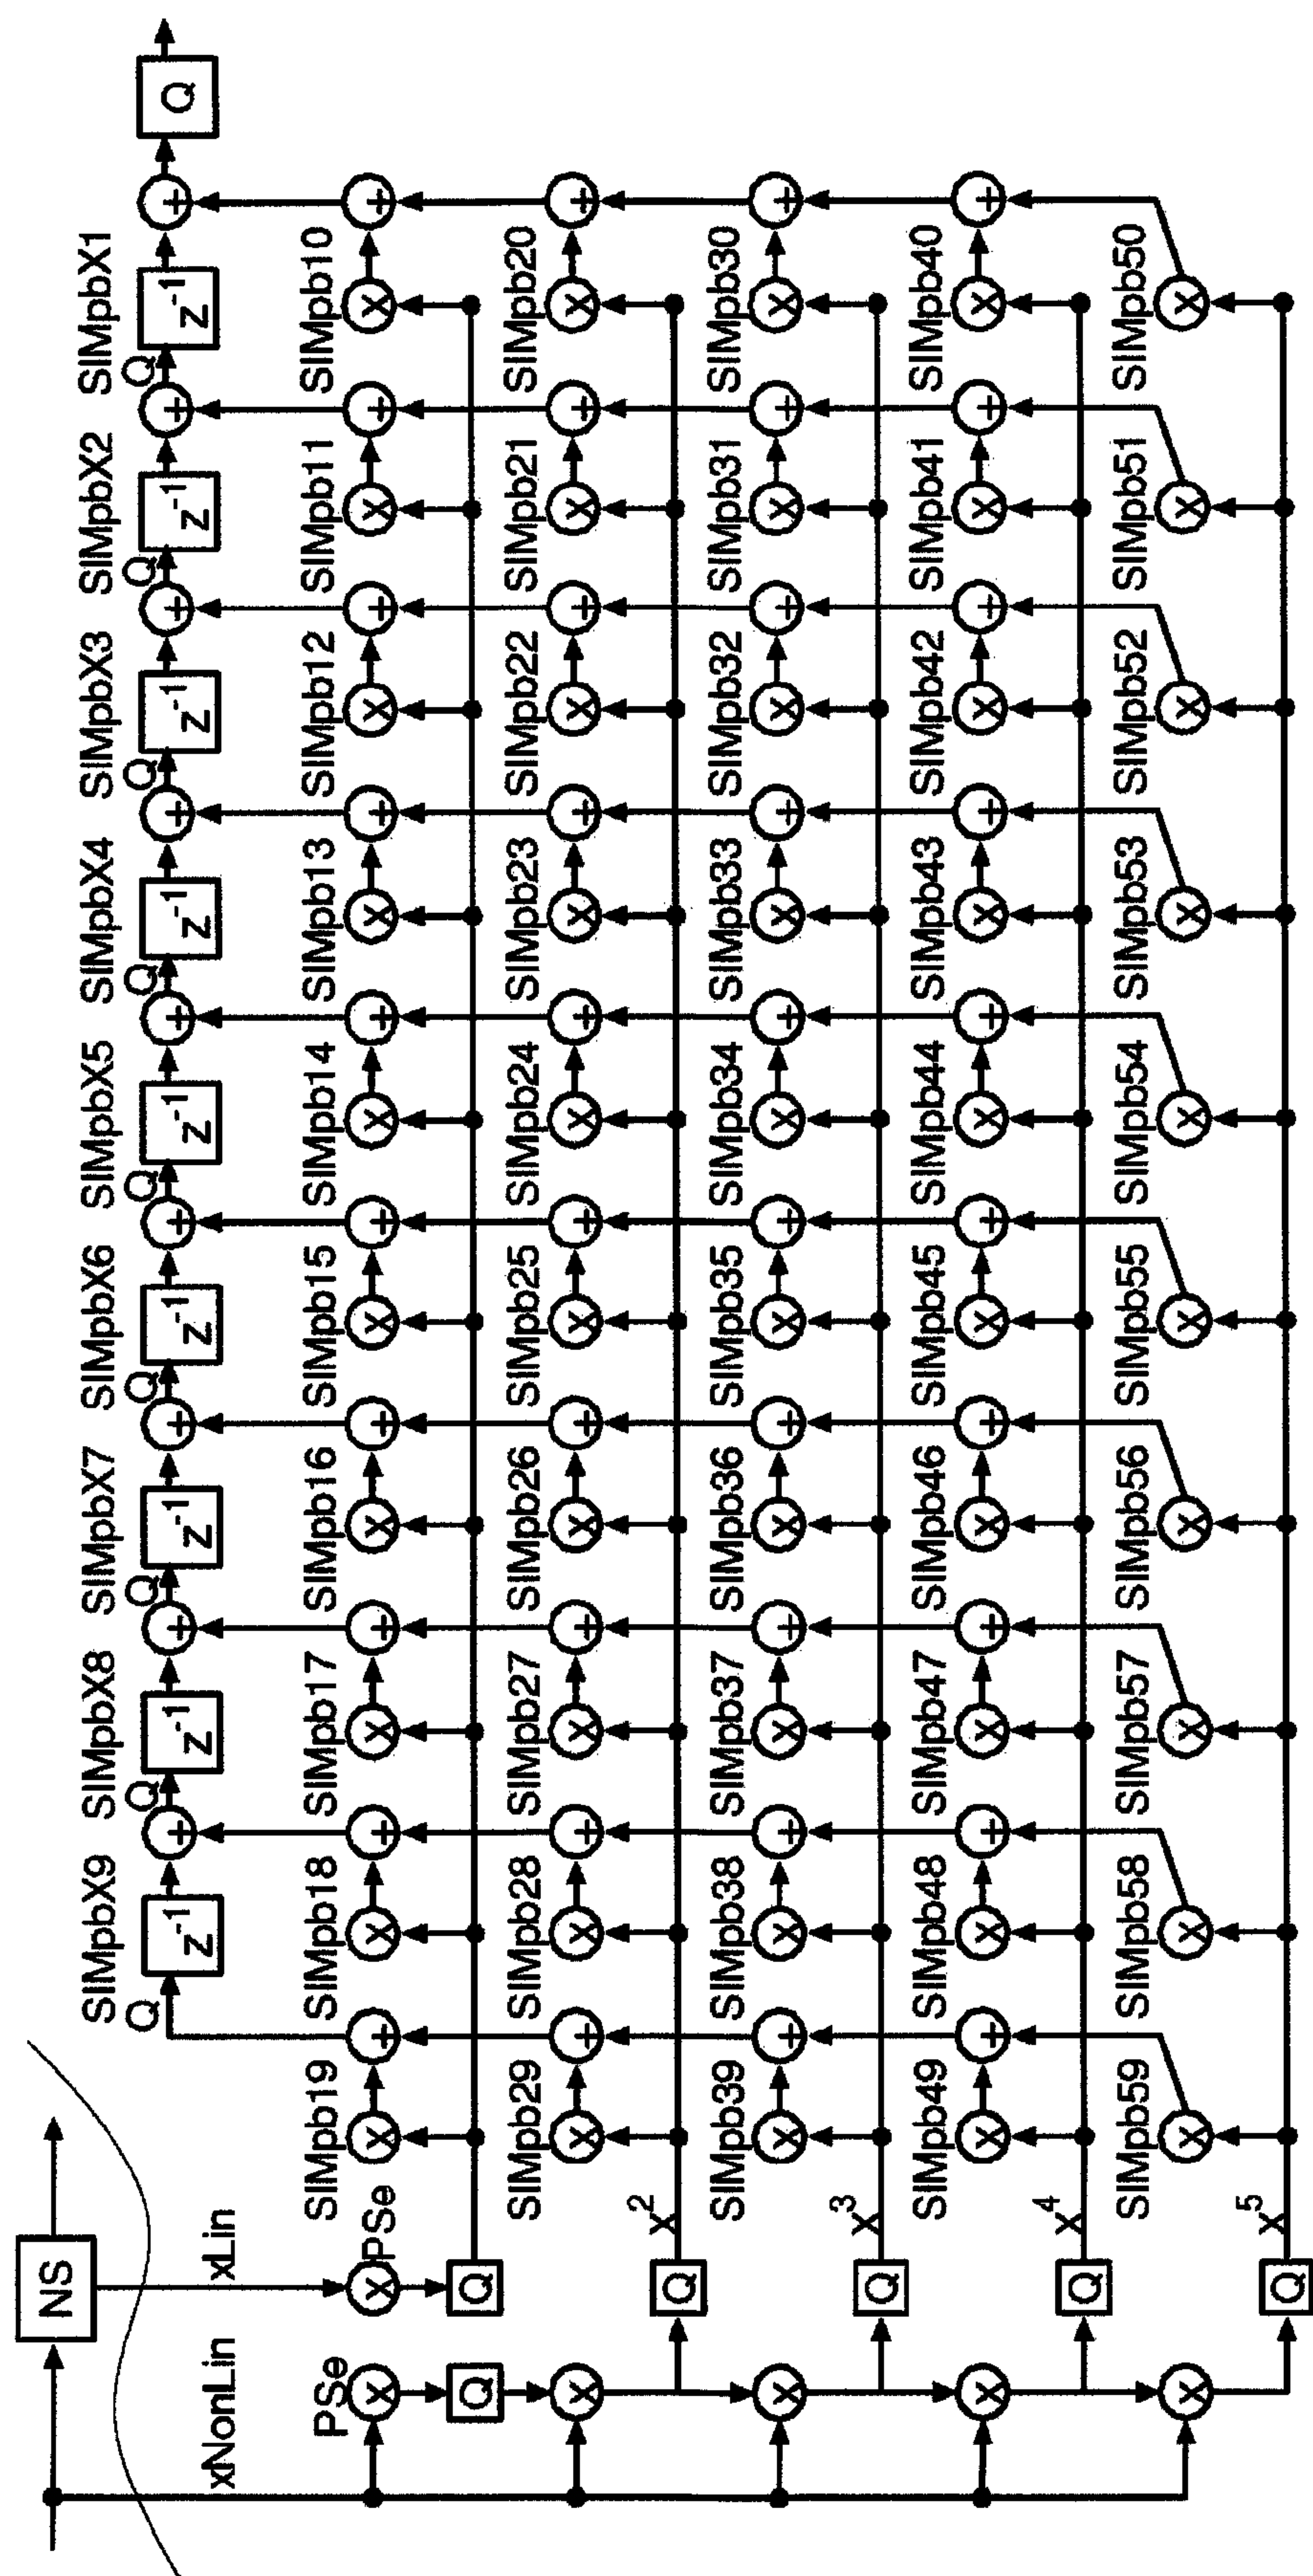 NS
xNonLin
xLin
PSe
PSe
Q
Q
Q x²
Q x³
Q x⁴
Q x⁵
SIMpbX9 SIMpbX8 SIMpbX7 SIMpbX6 SIMpbX5 SIMpbX4 SIMpbX3 SIMpbX2 SIMpbX1
Q Q Q Q Q Q Q Q Q
z⁻¹ z⁻¹ z⁻¹ z⁻¹ z⁻¹ z⁻¹ z⁻¹ z⁻¹ z⁻¹ Q
SIMpb19 SIMpb18 SIMpb17 SIMpb16 SIMpb15 SIMpb14 SIMpb13 SIMpb12 SIMpb11 SIMpb10
SIMpb29 SIMpb28 SIMpb27 SIMpb26 SIMpb25 SIMpb24 SIMpb23 SIMpb22 SIMpb21 SIMpb20
SIMpb39 SIMpb38 SIMpb37 SIMpb36 SIMpb35 SIMpb34 SIMpb33 SIMpb32 SIMpb31 SIMpb30
SIMpb49 SIMpb48 SIMpb47 SIMpb46 SIMpb45 SIMpb44 SIMpb43 SIMpb42 SIMpb41 SIMpb40
SIMpb59 SIMpb58 SIMpb57 SIMpb56 SIMpb55 SIMpb54 SIMpb53 SIMpb52 SIMpb51 SIMpb50